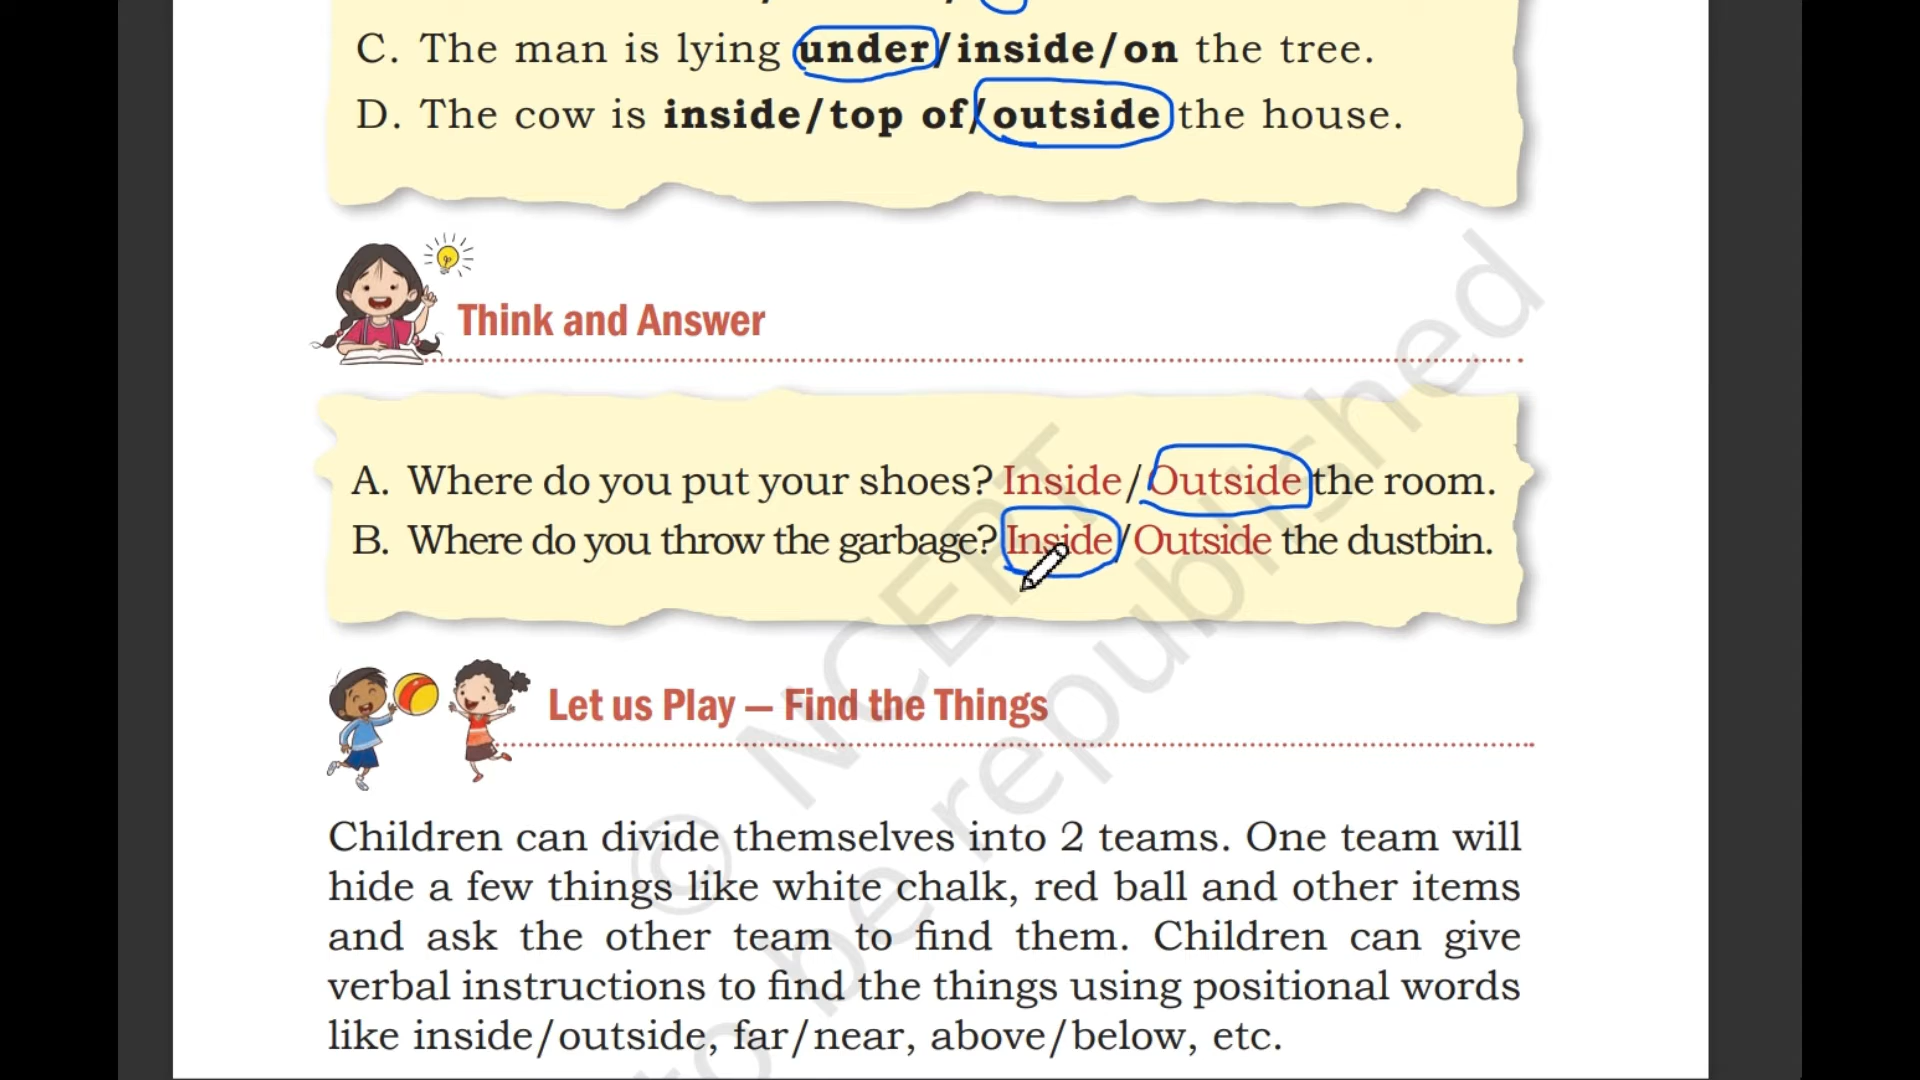 C. The man is lying under/inside/on the tree.
D. The cow is inside/top of/outside the house.
Think and Answer
A. Where do you put your shoes? Inside/Outside the room.
B. Where do you throw the garbage? Inside/Outside the dustbin.
Let us Play — Find the Things
Children can divide themselves into 2 teams. One team will
hide a few things like white chalk, red ball and other items
and ask the other team to find them. Children can give
verbal instructions to find the things using positional words
like inside/outside, far/near, above/below, etc.
© NCERT
to be republished